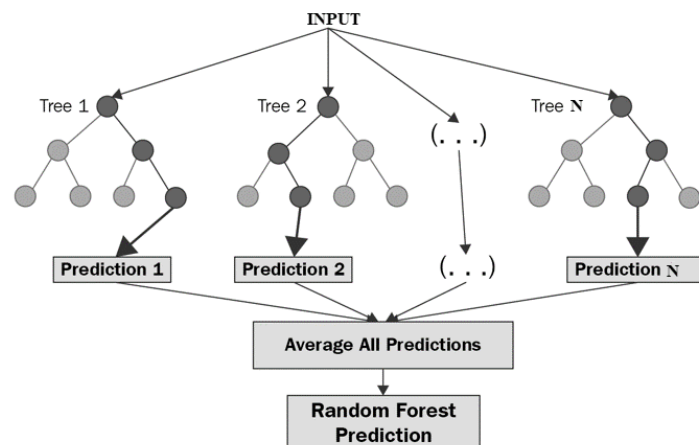 INPUT
Tree 1
Tree 2
(. . .)
Tree N
Prediction 1
Prediction 2
(. . .)
Prediction N
Average All Predictions
Random Forest
Prediction